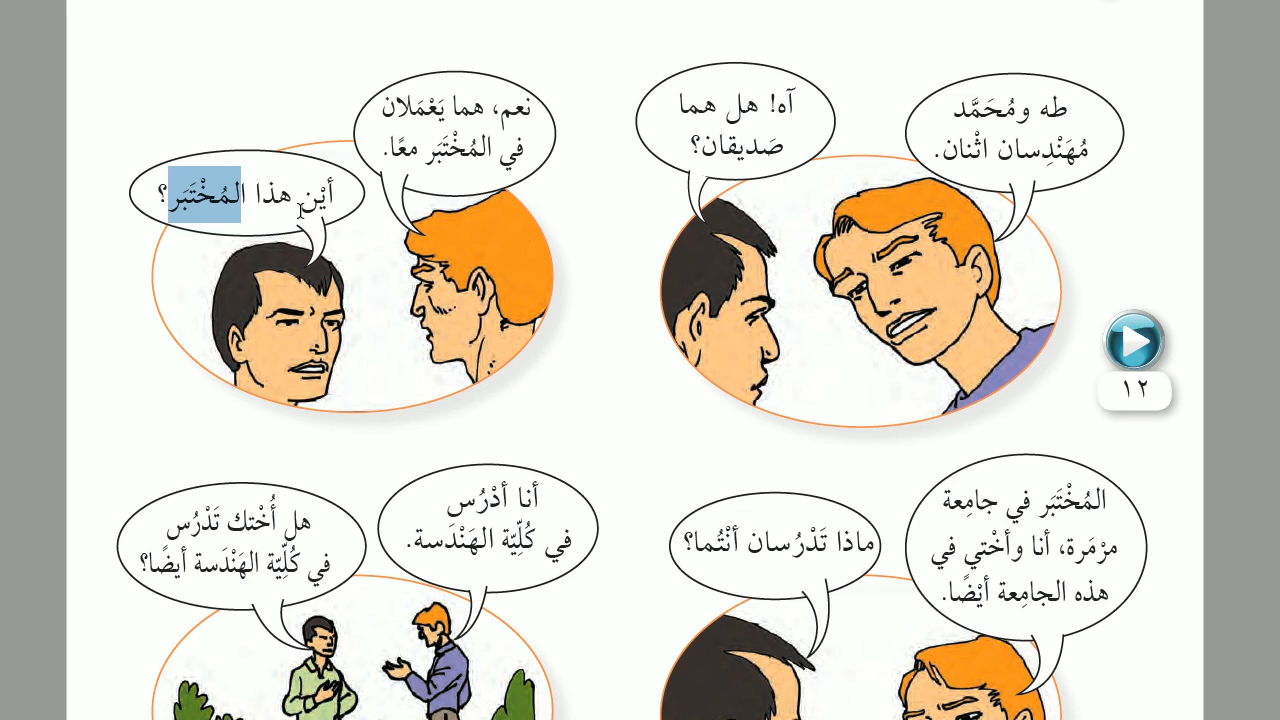 طه ومُحَمَّد
مُهَنْدِسان اثْنان.
آه! هل هما
صَديقان؟
نعم، هما يَعْمَلان
في المُخْتَبَر معًا.
أيْن هذا المُخْتَبَر؟
١٢
المُخْتَبَر في جامِعة
مرْمَرة، أنا وأخْتي في
هذه الجامِعة أيْضًا.
ماذا تَدْرُسان أنْتُما؟
أنا أدْرُس
في كُلِّيّة الهَنْدَسة.
هل أُخْتك تَدْرُس
في كُلِّيّة الهَنْدَسة أيضًا؟